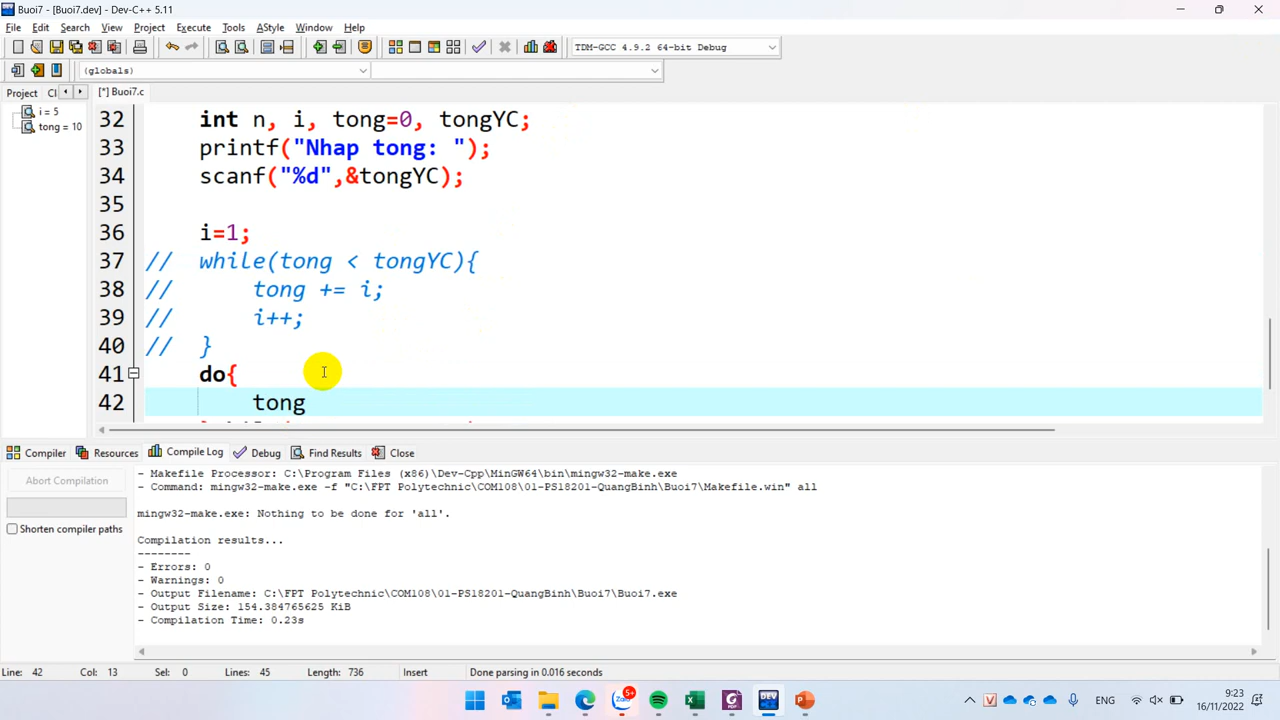 Buoi7 - [Buoi7.dev] - Dev-C++ 5.11
File Edit Search View Project Execute Tools AStyle Window Help
TDM-GCC 4.9.2 64-bit Debug
(globals)
Project Cl [*] Buoi7.c
i = 5
tong = 10
32 int n, i, tong=0, tongYC;
33 printf("Nhap tong: ");
34 scanf("%d",&tongYC);
35
36 i=1;
37 // while(tong < tongYC){
38 // tong += i;
39 // i++;
40 // }
41 do{
42 tong
Compiler Resources Compile Log Debug Find Results Close
Abort Compilation
Shorten compiler paths
- Makefile Processor: C:\Program Files (x86)\Dev-Cpp\MinGW64\bin\mingw32-make.exe
- Command: mingw32-make.exe -f "C:\FPT Polytechnic\COM108\01-PS18201-QuangBinh\Buoi7\Makefile.win" all
mingw32-make.exe: Nothing to be done for 'all'.
Compilation results...
--------
- Errors: 0
- Warnings: 0
- Output Filename: C:\FPT Polytechnic\COM108\01-PS18201-QuangBinh\Buoi7\Buoi7.exe
- Output Size: 154.384765625 KiB
- Compilation Time: 0.23s
Line: 42 Col: 13 Sel: 0 Lines: 45 Length: 736 Insert Done parsing in 0.016 seconds
Zalo 5+ DEV ENG 9:23
16/11/2022